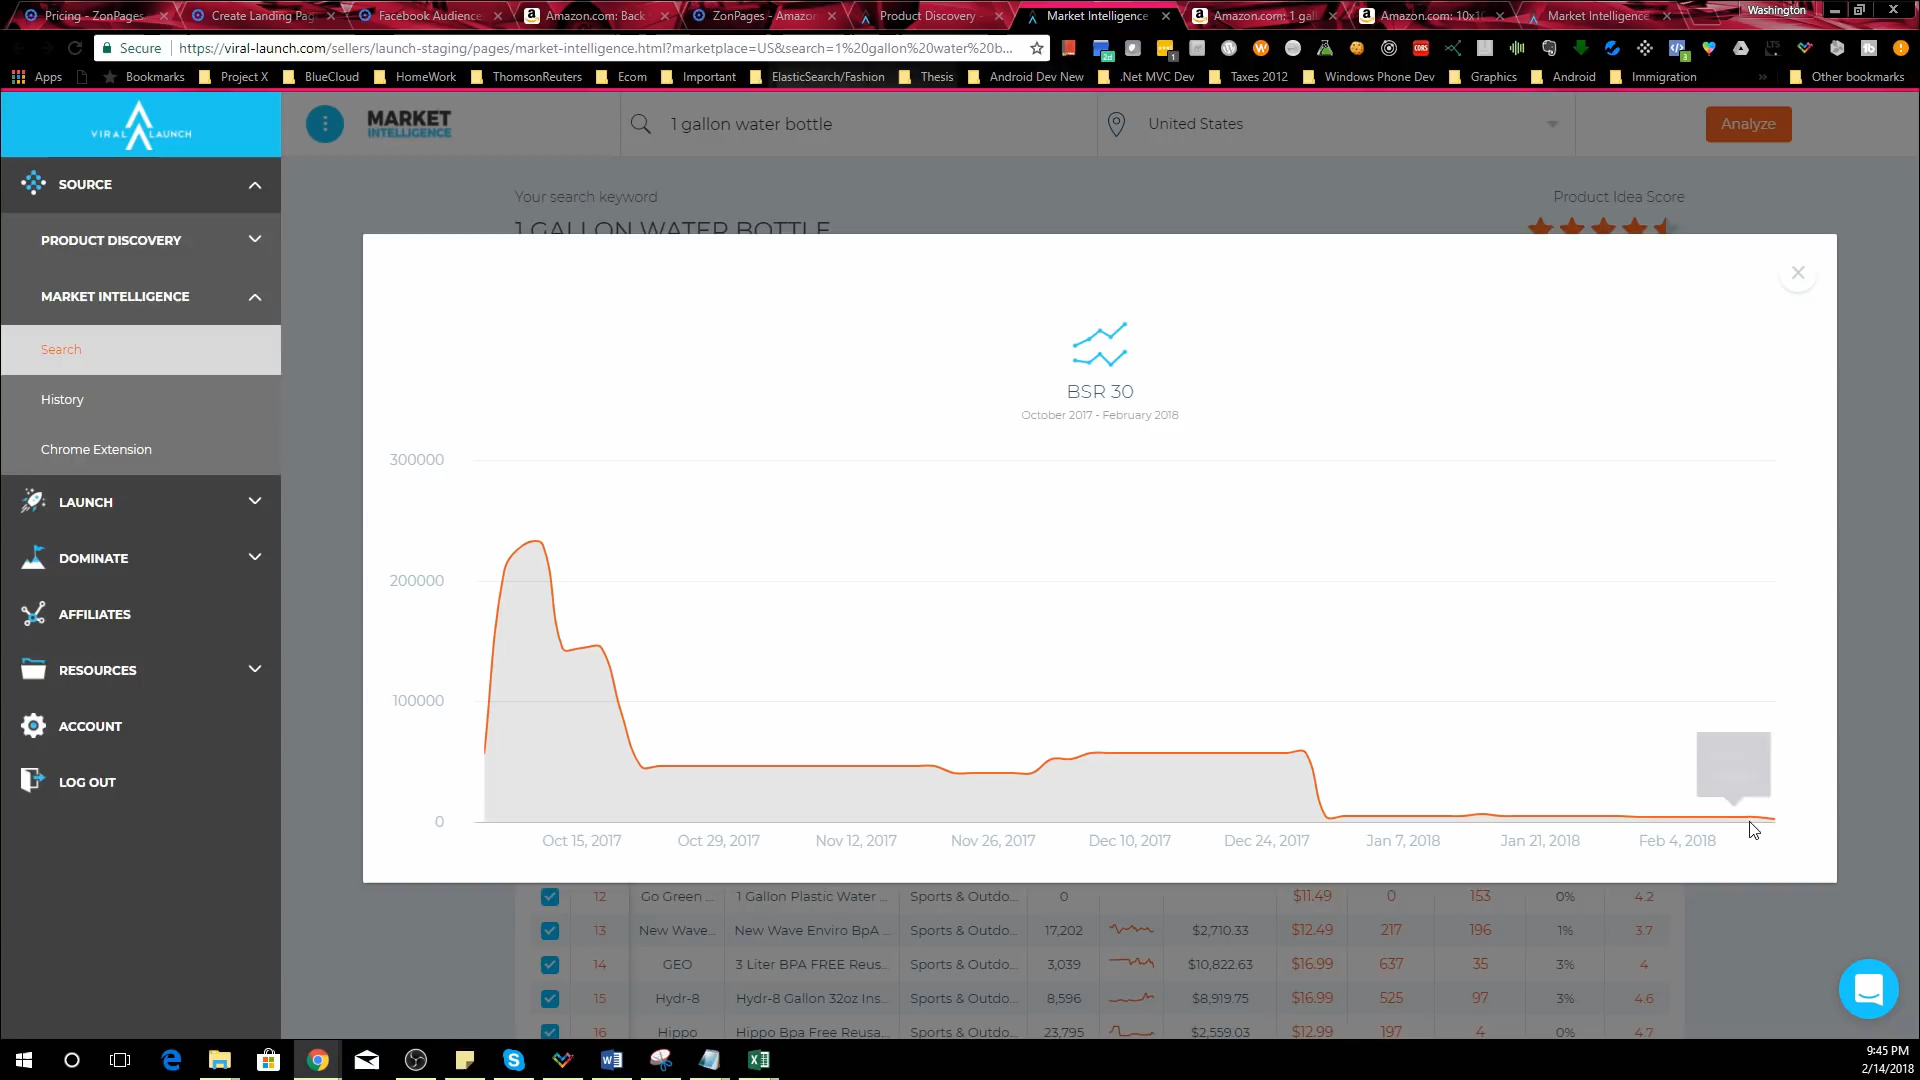 Pricing - ZonPages
Create Landing Pag
Facebook Audience
Amazon.com: Back
ZonPages - Amazo
Product Discovery -
Market Intelligence
Amazon.com: 1 gal
Amazon.com: 10x1
Market Intelligence
Washington
Secure
https://viral-launch.com/sellers/launch-staging/pages/market-intelligence.html?marketplace=US&search=1%20gallon%20water%20b...
Apps
Bookmarks
Project X
BlueCloud
HomeWork
ThomsonReuters
Ecom
Important
ElasticSearch/Fashion
Thesis
Android Dev New
.Net MVC Dev
Taxes 2012
Windows Phone Dev
Graphics
Android
Immigration
Other bookmarks
VIRAL LAUNCH
MARKET
INTELLIGENCE
1 gallon water bottle
United States
Analyze
SOURCE
PRODUCT DISCOVERY
MARKET INTELLIGENCE
Search
History
Chrome Extension
LAUNCH
DOMINATE
AFFILIATES
RESOURCES
ACCOUNT
LOG OUT
Your search keyword
1 GALLON WATER BOTTLE
Product Idea Score
BSR 30
October 2017 - February 2018
300000
200000
100000
0
Oct 15, 2017 Oct 29, 2017 Nov 12, 2017 Nov 26, 2017 Dec 10, 2017 Dec 24, 2017 Jan 7, 2018 Jan 21, 2018 Feb 4, 2018
12 Go Green ... 1 Gallon Plastic Water ... Sports & Outdo... 0 $11.49 0 153 0% 4.2
13 New Wave... New Wave Enviro BpA ... Sports & Outdo... 17,202 $2,710.33 $12.49 217 196 1% 3.7
14 GEO 3 Liter BPA FREE Reus... Sports & Outdo... 3,039 $10,822.63 $16.99 637 35 3% 4
15 Hydr-8 Hydr-8 Gallon 32oz Ins... Sports & Outdo... 8,596 $8,919.75 $16.99 525 97 3% 4.6
16 Hippo Hippo Bpa Free Reusa... Sports & Outdo... 23,795 $2,559.03 $12.99 197 4 0% 4.7
9:45 PM
2/14/2018